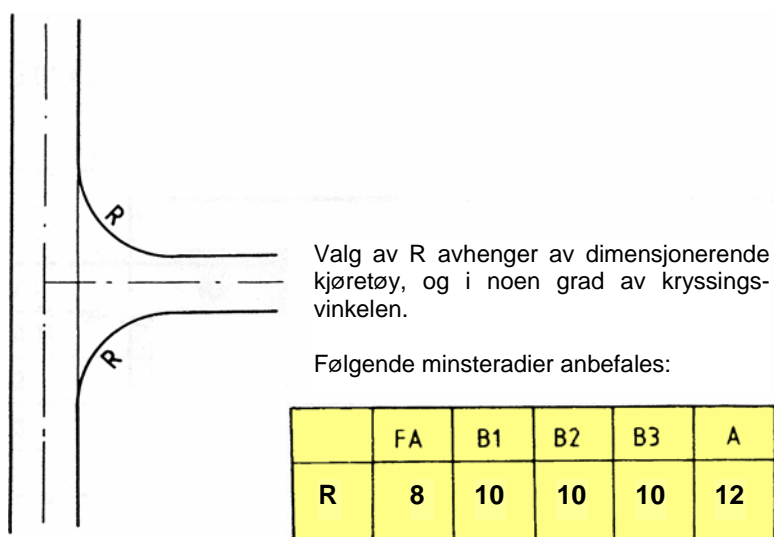 R
Valg av R avhenger av dimensjonerende
kjøretøy, og i noen grad av kryssings-
vinkelen.
R
Følgende minsteradier anbefales:
FA B1 B2 B3 A
R 8 10 10 10 12